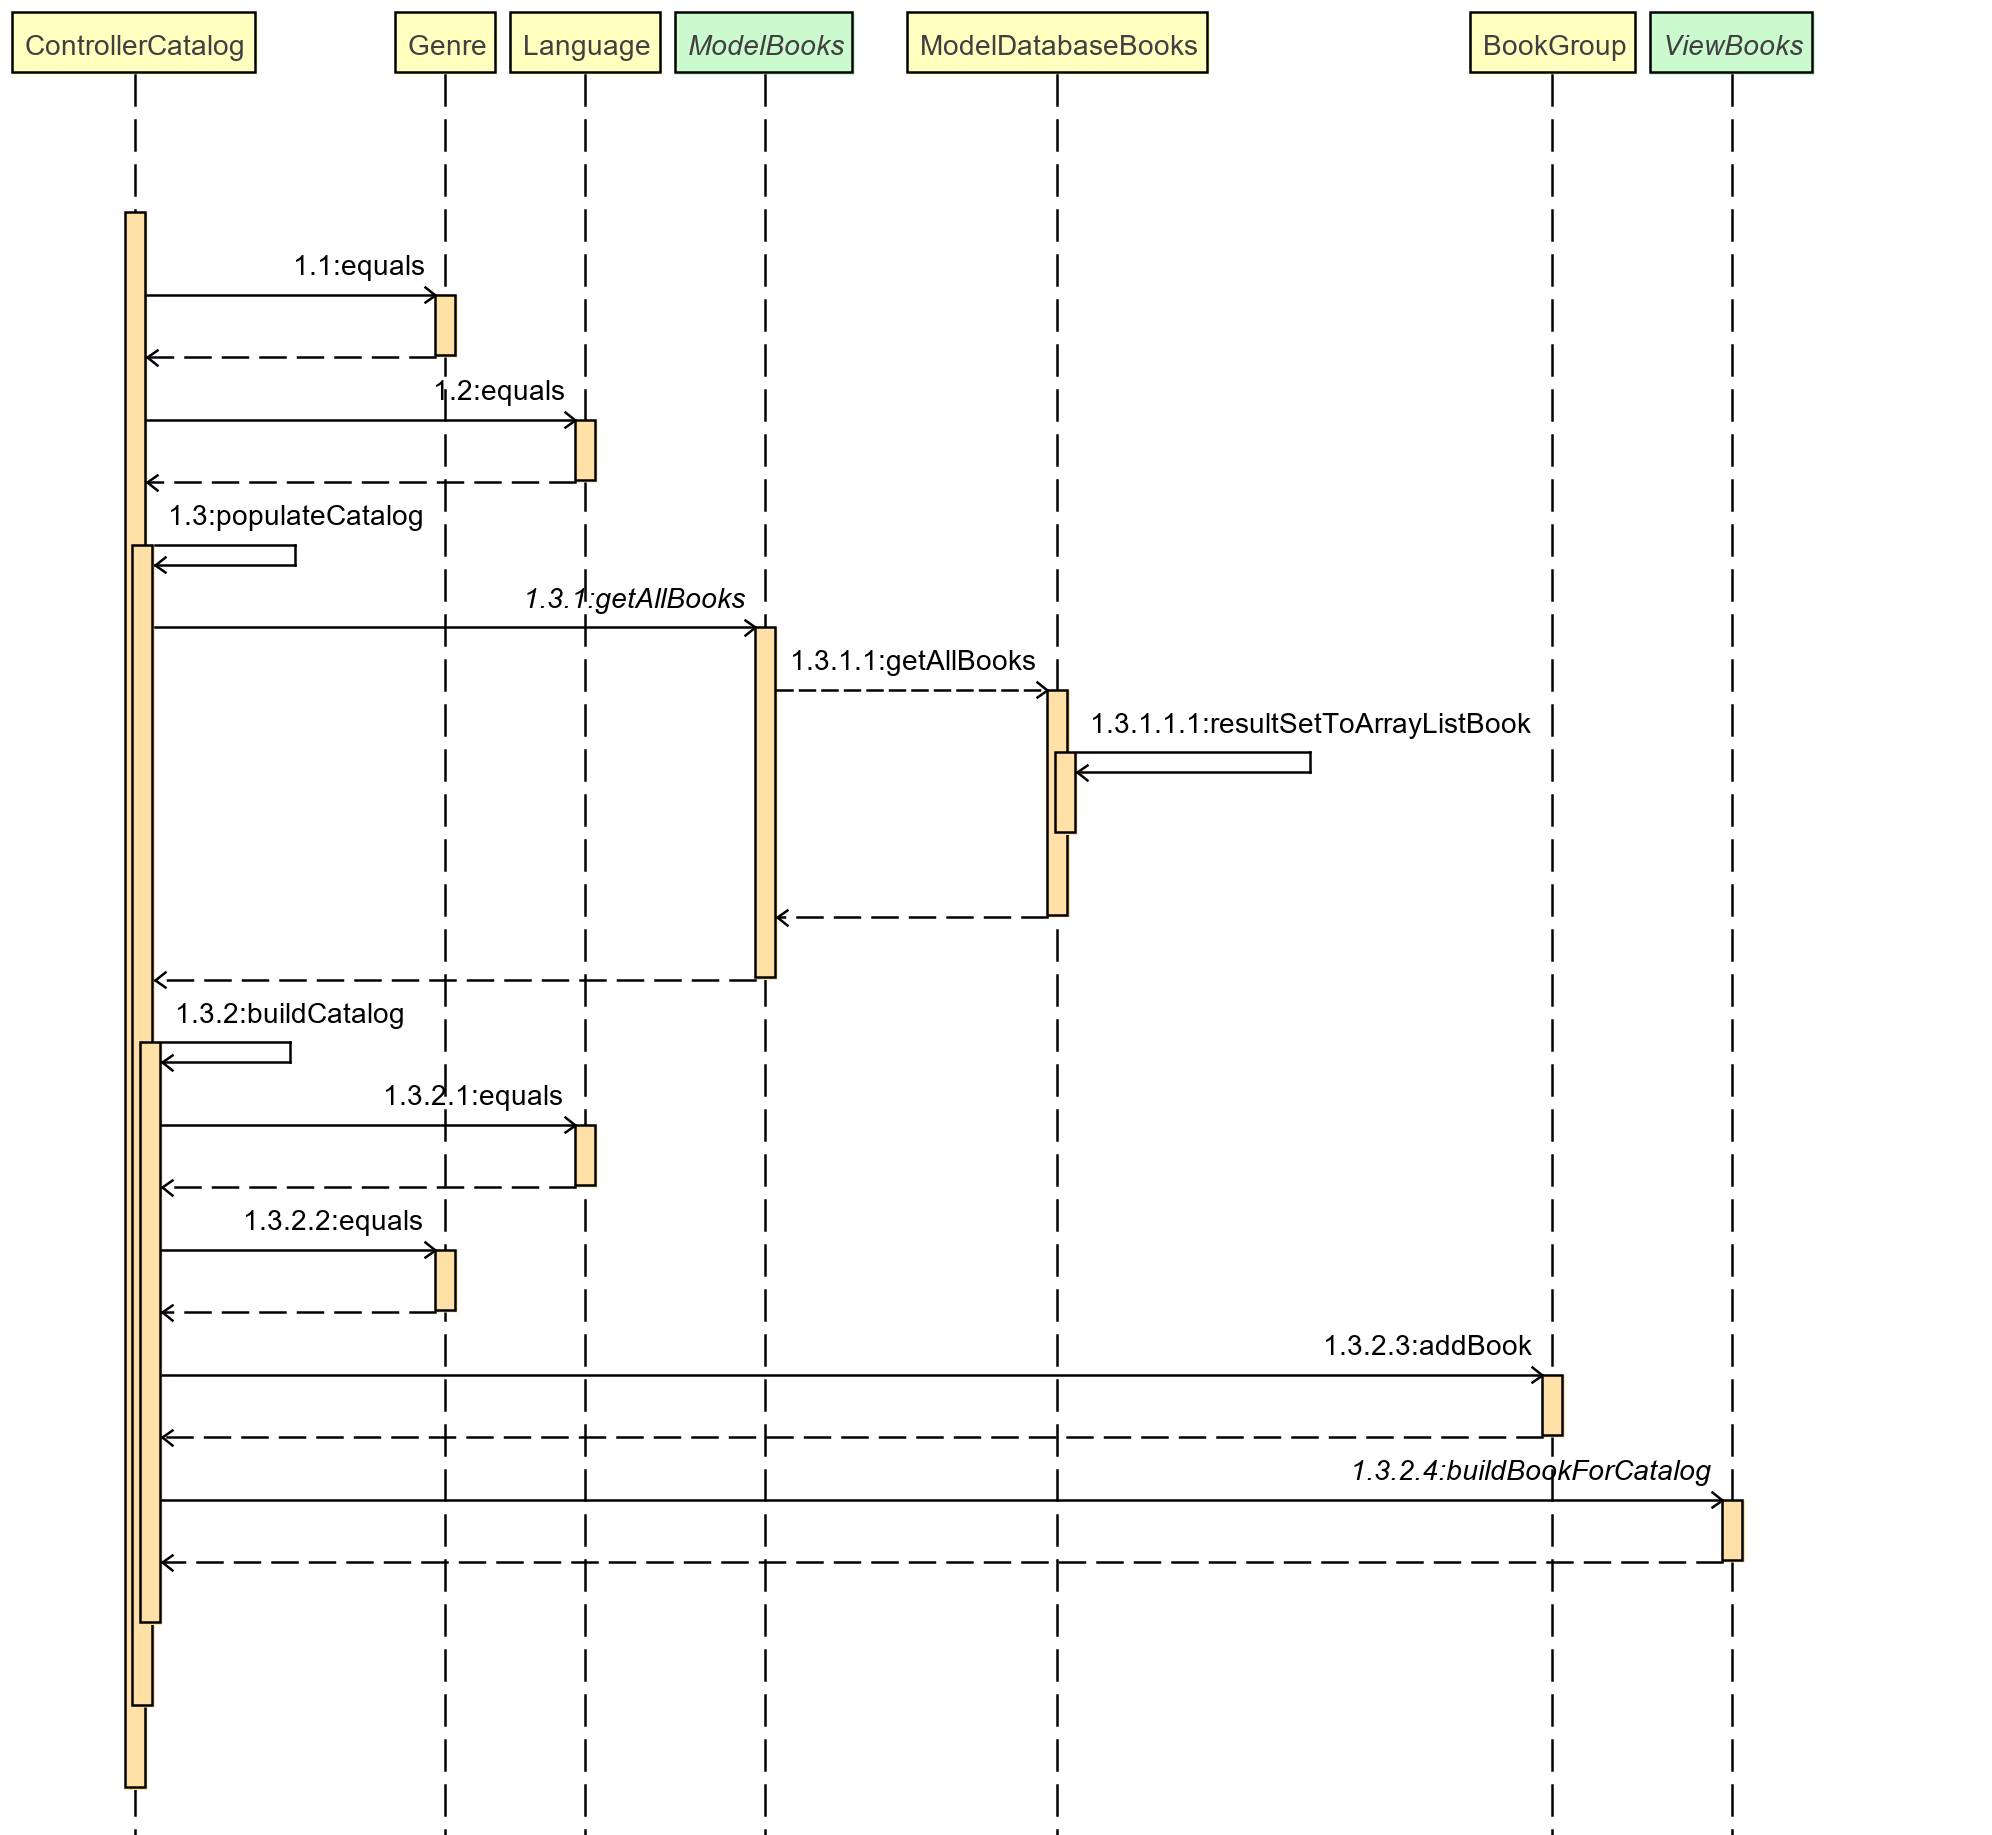 ControllerCatalog
Genre
Language
ModelBooks
ModelDatabaseBooks
BookGroup
ViewBooks
1.1:equals
1.2:equals
1.3:populateCatalog
1.3.1:getAllBooks
1.3.1.1:getAllBooks
1.3.1.1.1:resultSetToArrayListBook
1.3.2:buildCatalog
1.3.2.1:equals
1.3.2.2:equals
1.3.2.3:addBook
1.3.2.4:buildBookForCatalog